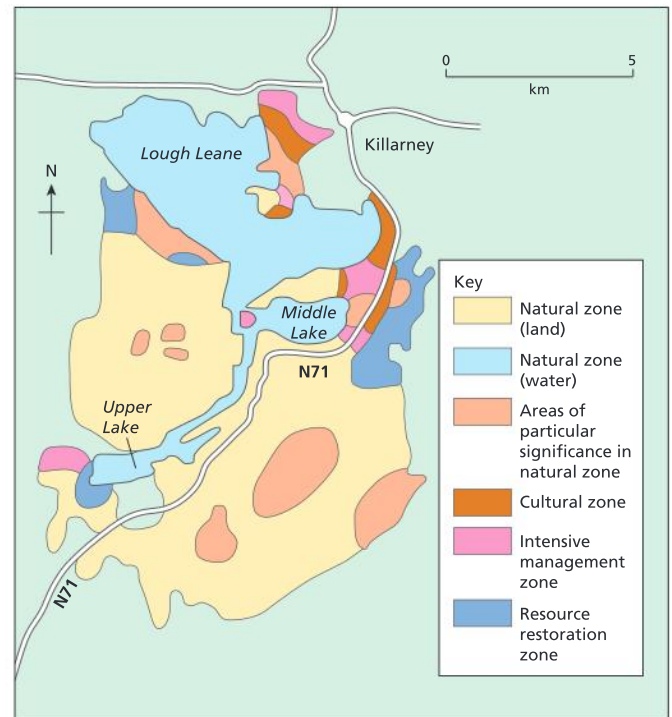 0 5
km
Killarney
Lough Leane
N
Middle
Lake
N71
Upper
Lake
N71
Key
Natural zone
(land)
Natural zone
(water)
Areas of
particular
significance in
natural zone
Cultural zone
Intensive
management
zone
Resource
restoration
zone